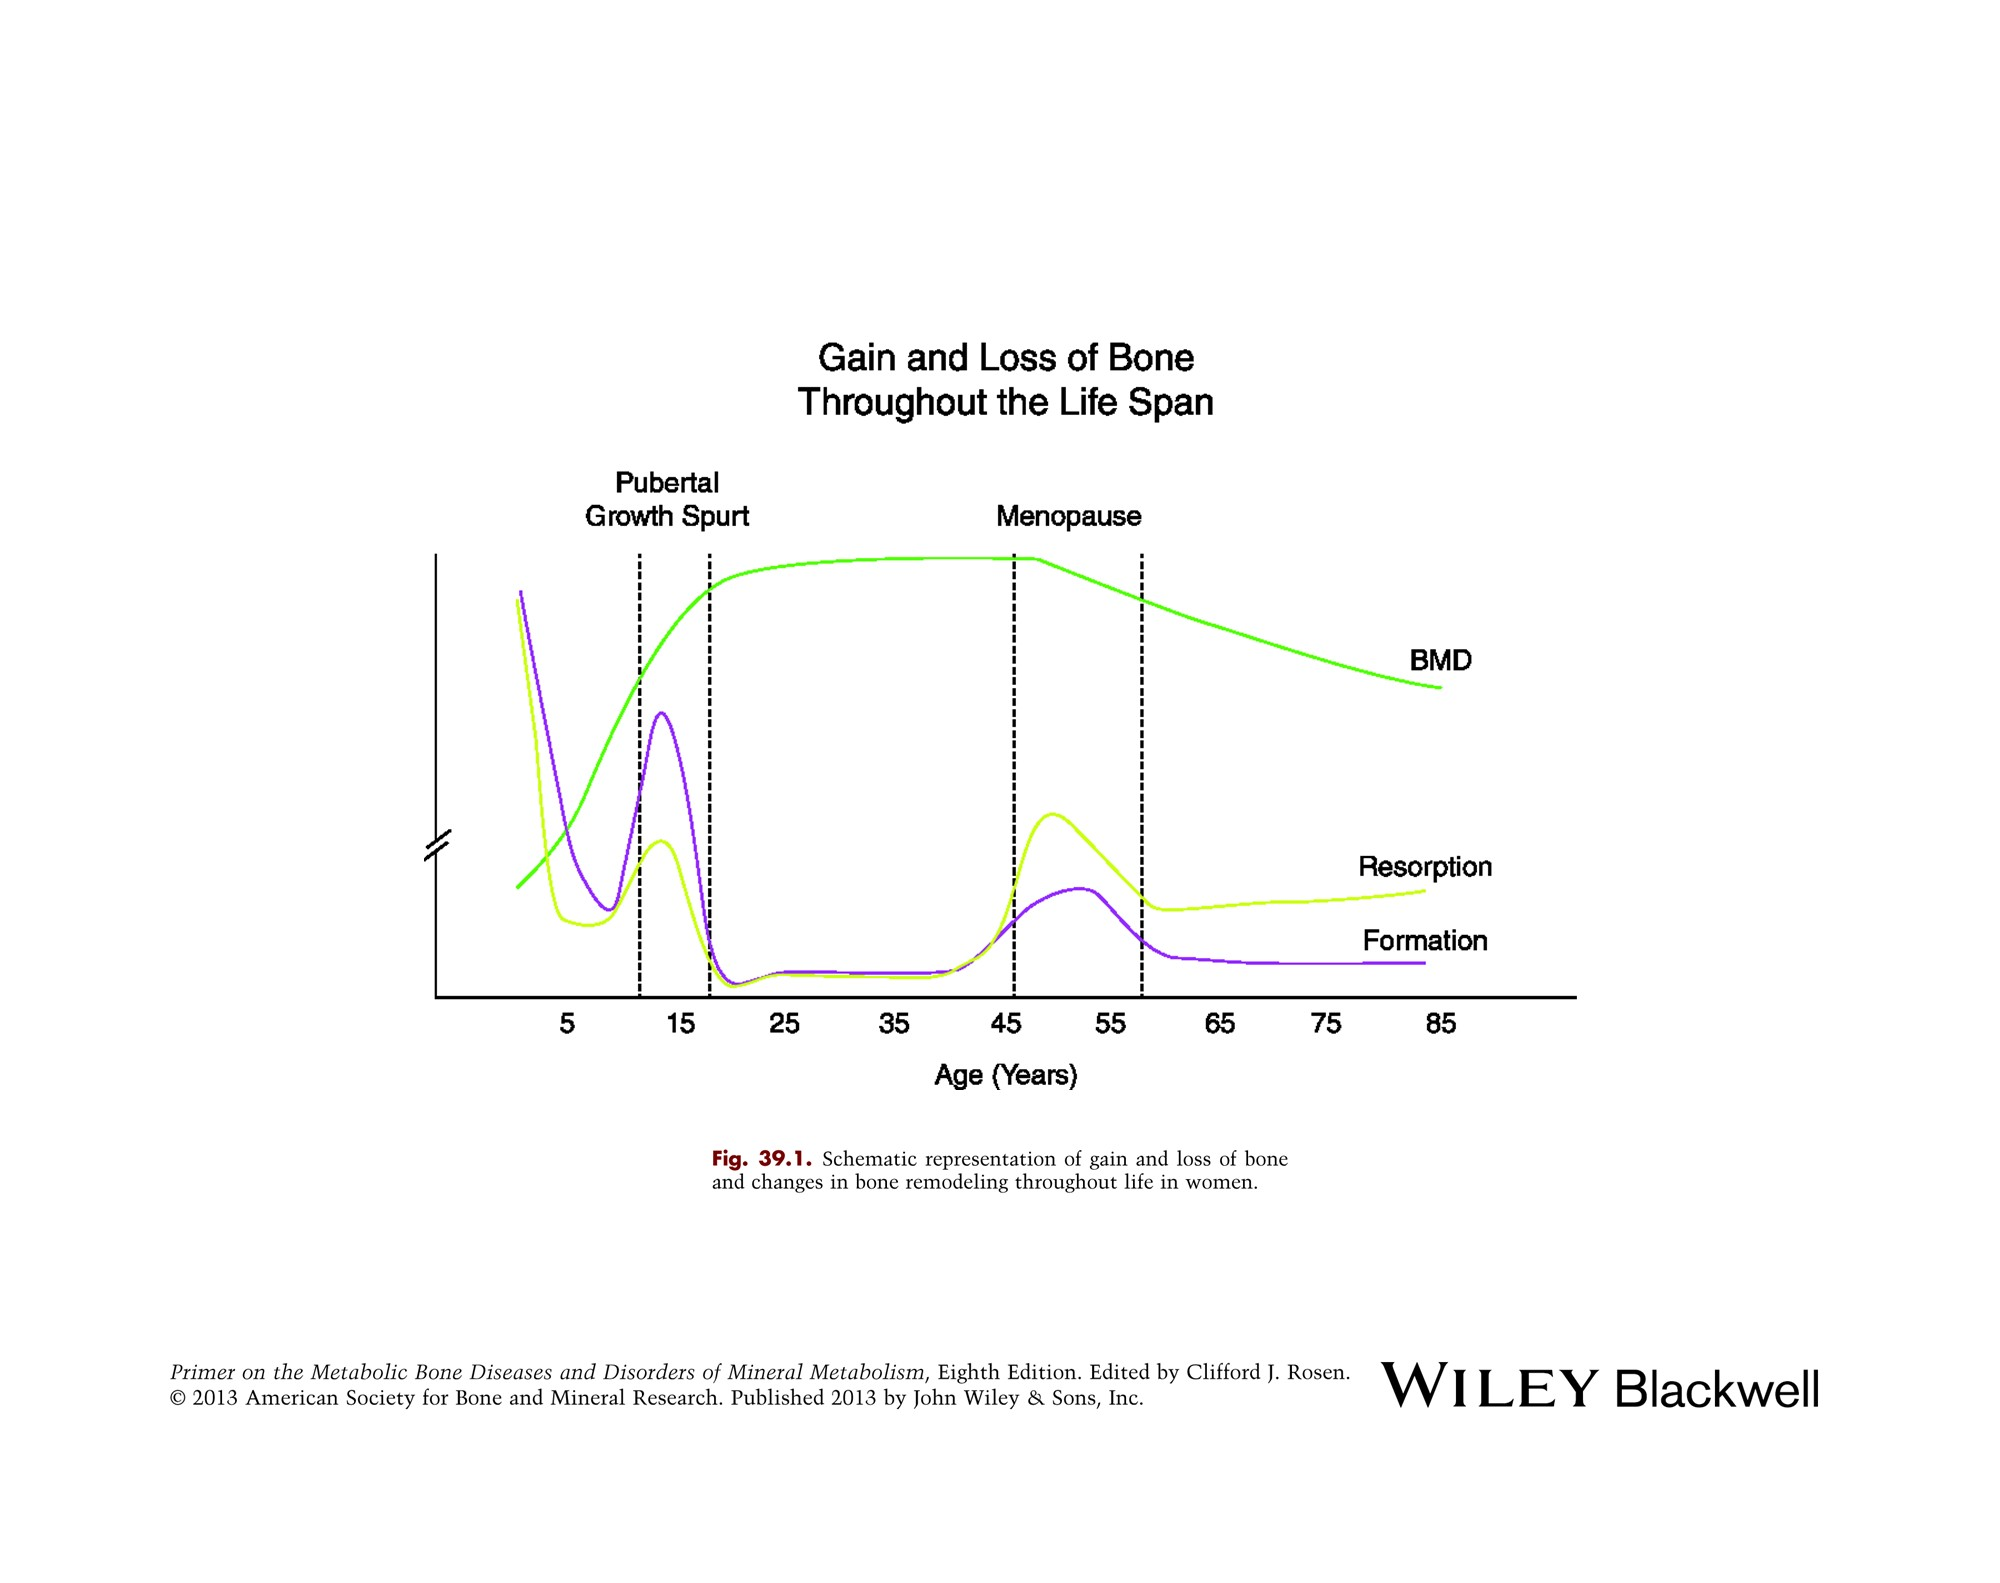 Gain and Loss of Bone
Throughout the Life Span
Pubertal
Growth Spurt
Menopause
BMD
Resorption
Formation
5 15 25 35 45 55 65 75 85
Age (Years)
Fig. 39.1. Schematic representation of gain and loss of bone
and changes in bone remodeling throughout life in women.
Primer on the Metabolic Bone Diseases and Disorders of Mineral Metabolism, Eighth Edition. Edited by Clifford J. Rosen.
© 2013 American Society for Bone and Mineral Research. Published 2013 by John Wiley & Sons, Inc.
WILEY Blackwell